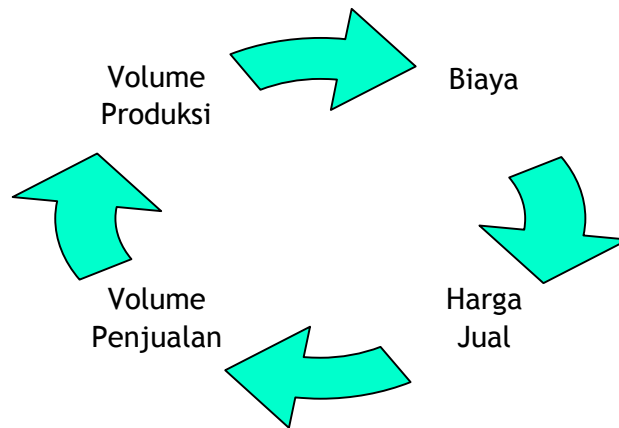 Volume
Produksi
Biaya
Volume
Penjualan
Harga
Jual